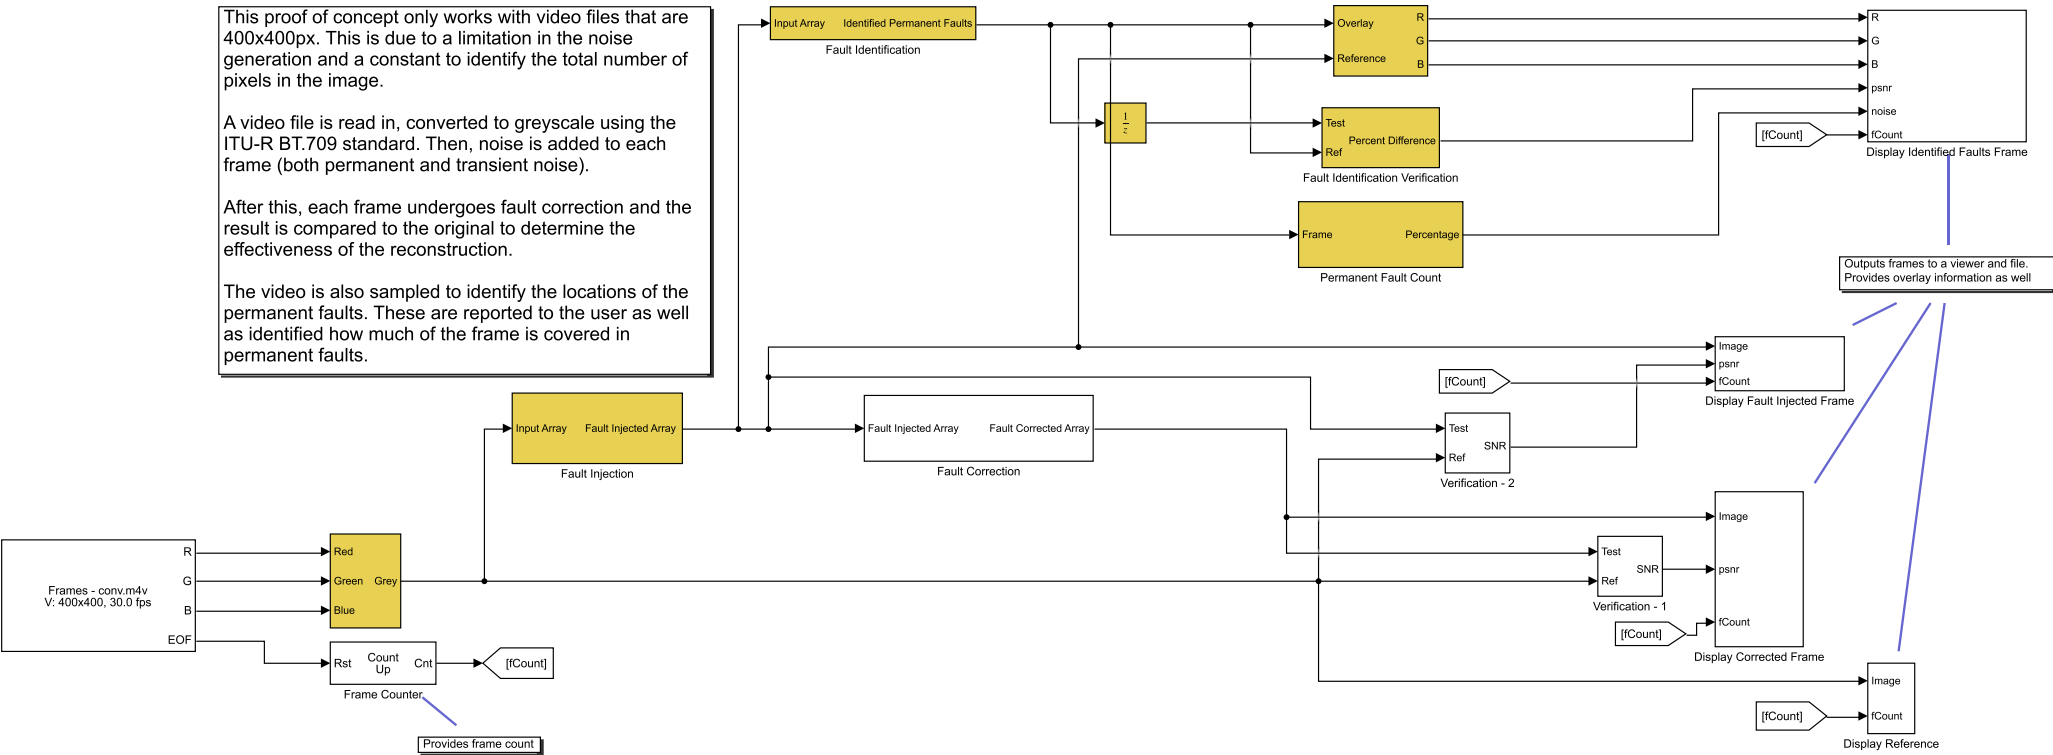 This proof of concept only works with video files that are
400x400px. This is due to a limitation in the noise
generation and a constant to identify the total number of
pixels in the image.
A video file is read in, converted to greyscale using the
ITU-R BT.709 standard. Then, noise is added to each
frame (both permanent and transient noise).
After this, each frame undergoes fault correction and the
result is compared to the original to determine the
effectiveness of the reconstruction.
The video is also sampled to identify the locations of the
permanent faults. These are reported to the user as well
as identified how much of the frame is covered in
permanent faults.
Input Array Identified Permanent Faults
Fault Identification
Overlay R
G
Reference B
1
z
Test
Percent Difference
Ref
Fault Identification Verification
Frame Percentage
Permanent Fault Count
R
G
B
psnr
noise
fCount
[fCount]
Display Identified Faults Frame
Outputs frames to a viewer and file.
Provides overlay information as well
Image
psnr
fCount
[fCount]
Display Fault Injected Frame
Input Array Fault Injected Array
Fault Injection
Fault Injected Array Fault Corrected Array
Fault Correction
Test
SNR
Ref
Verification - 2
Image
psnr
fCount
Display Corrected Frame
Test
SNR
Ref
Verification - 1
[fCount]
Frames - conv.m4v
V: 400x400, 30.0 fps
R
G
B
EOF
Red
Green Grey
Blue
Rst Count Up Cnt
Frame Counter
[fCount]
Provides frame count
Image
fCount
[fCount]
Display Reference